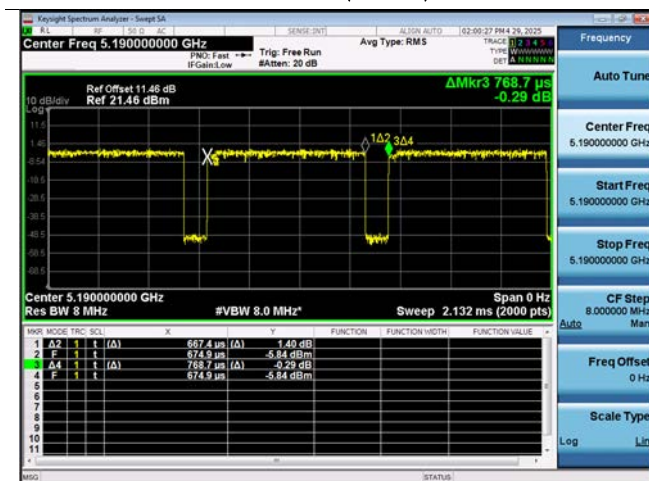 Keysight Spectrum Analyzer - Swept SA
RL RF 50 Ω AC SENSE:INT ALIGN AUTO 02:00:27 PM 4 29, 2025
Center Freq 5.190000000 GHz Avg Type: RMS TRACE 1 2 3 4 5 6
PNO: Fast Trig: Free Run TYPE
IFGain:Low #Atten: 20 dB DET A N N N N N
ΔMkr3 768.7 µs
-0.29 dB
Ref Offset 11.46 dB
10 dB/div Ref 21.46 dBm
Log
11.5
1.46
-8.54
-18.5
-28.5
-38.5
-48.5
-58.5
-68.5
1Δ2 3Δ4
Center 5.190000000 GHz Span 0 Hz
Res BW 8 MHz #VBW 8.0 MHz* Sweep 2.132 ms (2000 pts)
MKR MODE TRC SCL X Y FUNCTION FUNCTION WIDTH FUNCTION VALUE
1 Δ2 1 t (Δ) 667.4 µs (Δ) 1.40 dB
2 F 1 t 674.9 µs -5.84 dBm
3 Δ4 1 t (Δ) 768.7 µs (Δ) -0.29 dB
4 F 1 t 674.9 µs -5.84 dBm
5
6
7
8
9
10
11
MSG STATUS
Frequency
Auto Tune
Center Freq
5.190000000 GHz
Start Freq
5.190000000 GHz
Stop Freq
5.190000000 GHz
CF Step
8.000000 MHz
Auto Man
Freq Offset
0 Hz
Scale Type
Log Lin